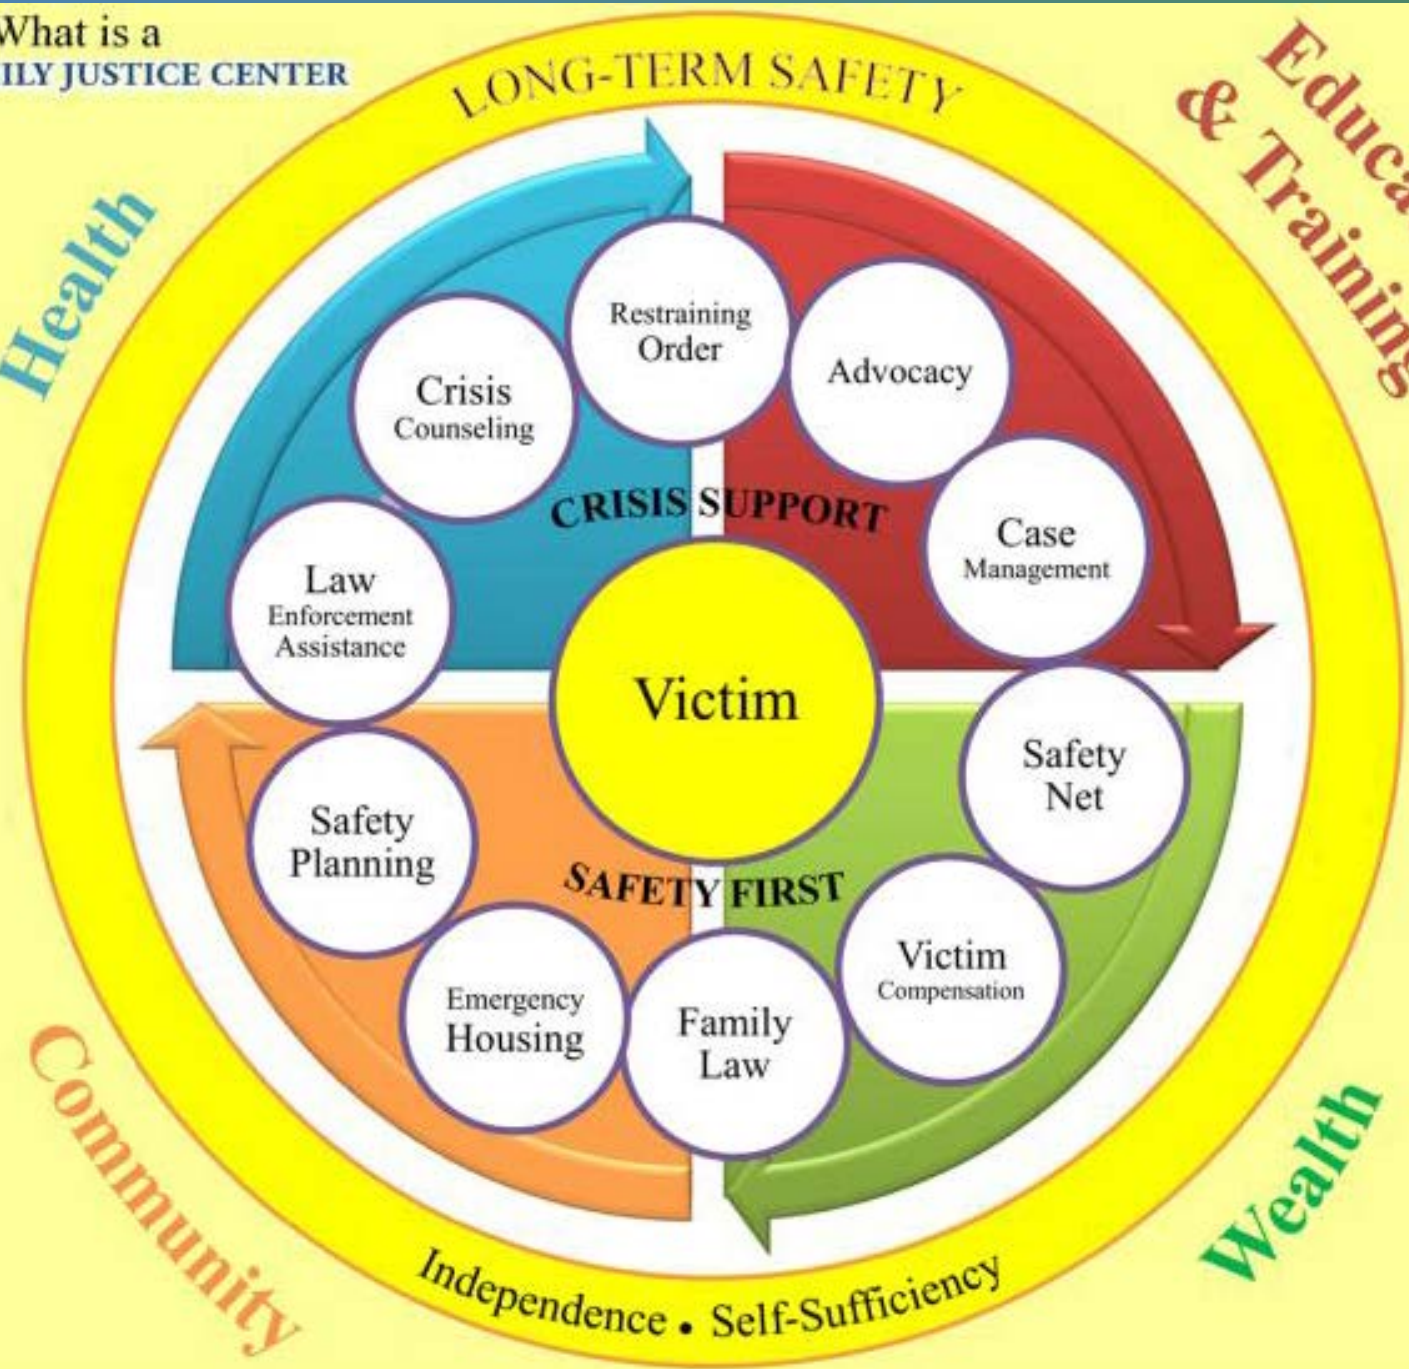 What is a
ILY JUSTICE CENTER
LONG-TERM SAFETY
Health
Educa
& Training
Restraining
Order
Advocacy
Crisis
Counseling
Case
Management
CRISIS SUPPORT
Law
Enforcement
Assistance
Victim
Safety
Net
Safety
Planning
SAFETY FIRST
Victim
Compensation
Emergency
Housing
Family
Law
Community
Wealth
Independence • Self-Sufficiency